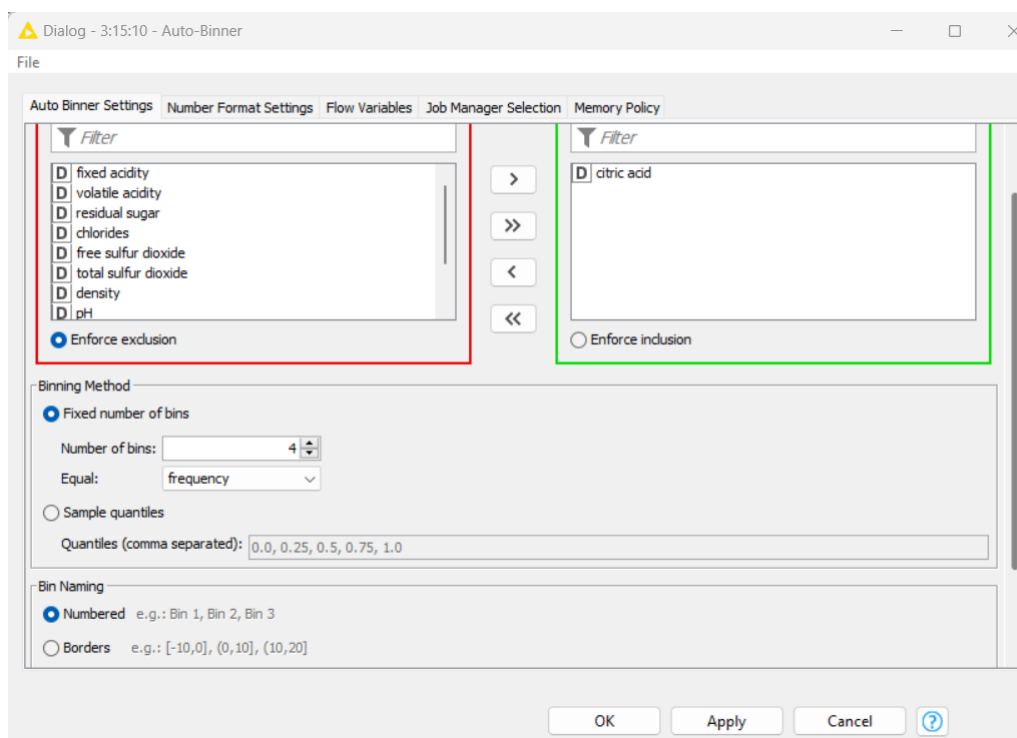 Dialog - 3:15:10 - Auto-Binner
File
Auto Binner Settings Number Format Settings Flow Variables Job Manager Selection Memory Policy
Filter Filter
D fixed acidity
D volatile acidity
D residual sugar
D chlorides
D free sulfur dioxide
D total sulfur dioxide
D density
D pH
Enforce exclusion
> 
>>
<
<<
D citric acid
Enforce inclusion
Binning Method
Fixed number of bins
Number of bins: 4
Equal: frequency
Sample quantiles
Quantiles (comma separated): 0.0, 0.25, 0.5, 0.75, 1.0
Bin Naming
Numbered e.g.: Bin 1, Bin 2, Bin 3
Borders e.g.: [-10,0], (0,10], (10,20]
OK Apply Cancel ?